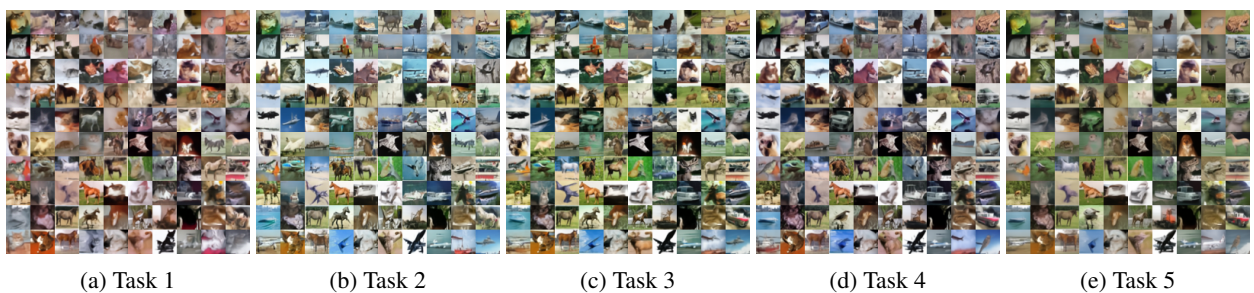 (a) Task 1
(b) Task 2
(c) Task 3
(d) Task 4
(e) Task 5